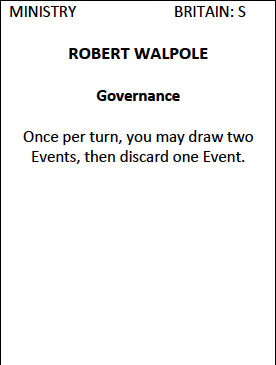 MINISTRY BRITAIN: S
ROBERT WALPOLE
Governance
Once per turn, you may draw two
Events, then discard one Event.